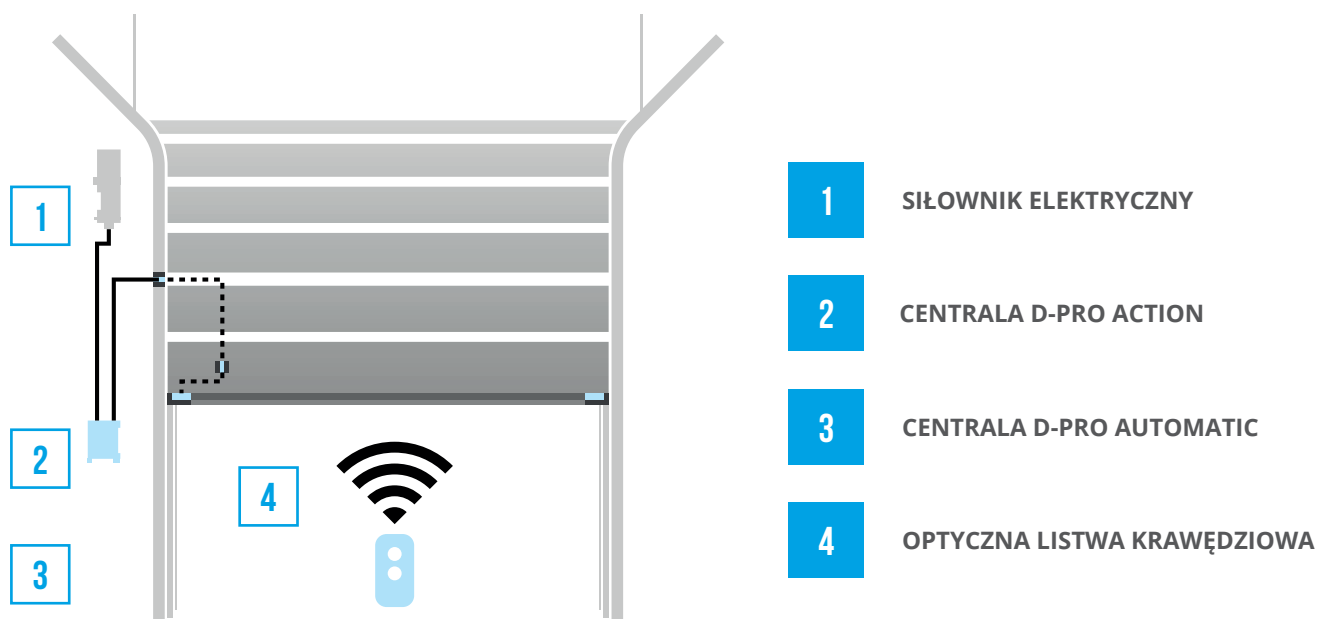 1
2
3
4
1 SIŁOWNIK ELEKTRYCZNY
2 CENTRALA D-PRO ACTION
3 CENTRALA D-PRO AUTOMATIC
4 OPTYCZNA LISTWA KRAWĘDZIOWA